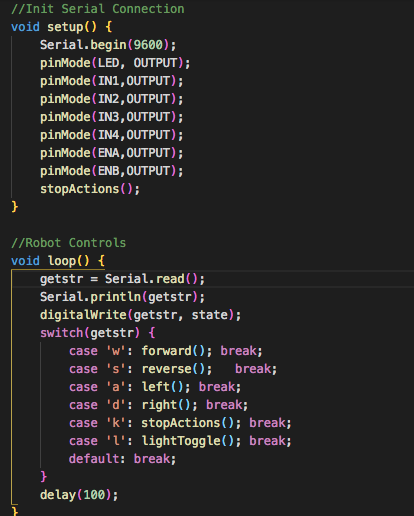 //Init Serial Connection
void setup() {
    Serial.begin(9600);
    pinMode(LED, OUTPUT);
    pinMode(IN1,OUTPUT);
    pinMode(IN2,OUTPUT);
    pinMode(IN3,OUTPUT);
    pinMode(IN4,OUTPUT);
    pinMode(ENA,OUTPUT);
    pinMode(ENB,OUTPUT);
    stopActions();
}

//Robot Controls
void loop() {
    getstr = Serial.read();
    Serial.println(getstr);
    digitalWrite(getstr, state);
    switch(getstr) {
        case 'w': forward(); break;
        case 's': reverse();   break;
        case 'a': left(); break;
        case 'd': right(); break;
        case 'k': stopActions(); break;
        case 'l': lightToggle(); break;
        default: break;
    }
    delay(100);
}